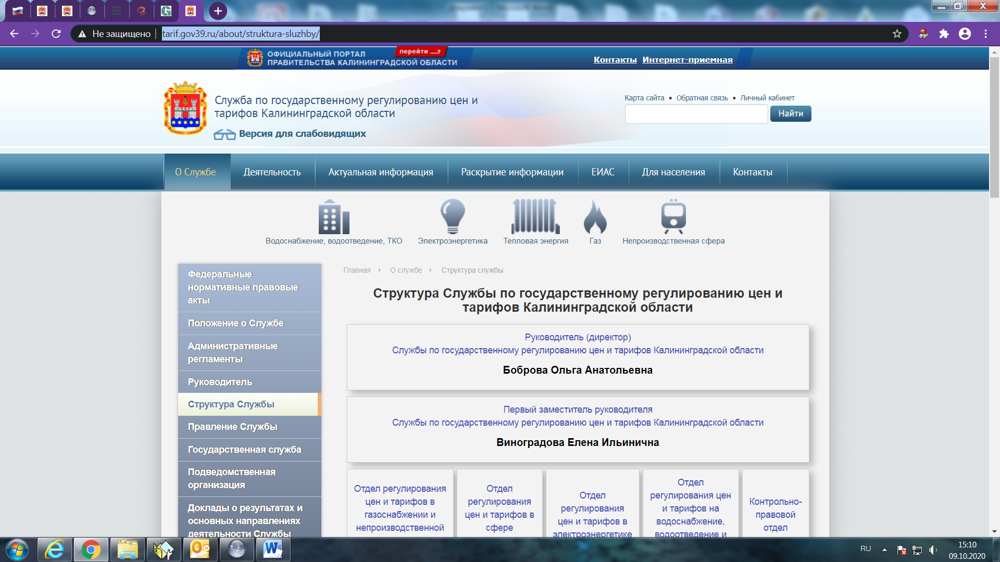 Не защищено
tarif.gov39.ru/about/struktura-sluzhby/
ОФИЦИАЛЬНЫЙ ПОРТАЛ
ПРАВИТЕЛЬСТВА КАЛИНИНГРАДСКОЙ ОБЛАСТИ
перейти
Контакты Интернет-приемная
Служба по государственному регулированию цен и
тарифов Калининградской области
Версия для слабовидящих
Карта сайта • Обратная связь • Личный кабинет
Найти
О Службе
Деятельность
Актуальная информация
Раскрытие информации
ЕИАС
Для населения
Контакты
Водоснабжение, водоотведение, ТКО
Электроэнергетика
Тепловая энергия
Газ
Непроизводственная сфера
Федеральные
нормативные правовые
акты
Положение о Службе
Административные
регламенты
Руководитель
Структура Службы
Правление Службы
Государственная служба
Подведомственная
организация
Доклады о результатах и
основных направлениях
деятельности Службы
Главная
О службе
Структура службы
Структура Службы по государственному регулированию цен и
тарифов Калининградской области
Руководитель (директор)
Службы по государственному регулированию цен и тарифов Калининградской области
Боброва Ольга Анатольевна
Первый заместитель руководителя
Службы по государственному регулированию цен и тарифов Калининградской области
Виноградова Елена Ильинична
Отдел регулирования
цен и тарифов в
газоснабжении и
непроизводственной
Отдел
регулирования
цен и тарифов в
сфере
Отдел
регулирования
цен и тарифов в
электроэнергетике
Отдел
регулирования цен
и тарифов на
водоснабжение,
водоотведение и
Контрольно-
правовой
отдел
RU
15:10
09.10.2020